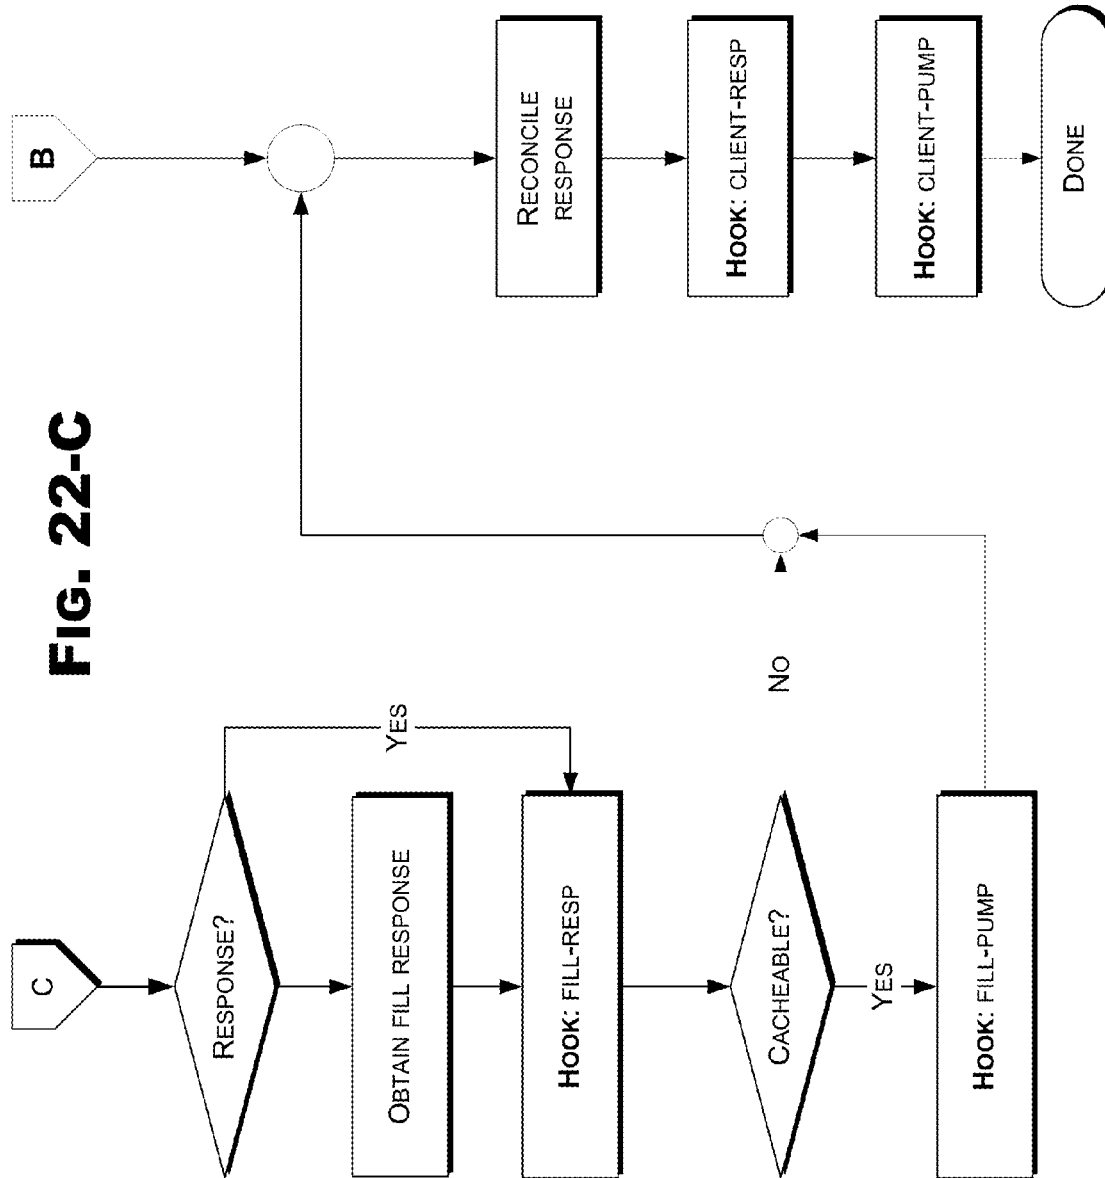 FIG. 22-C
C
RESPONSE?
YES
OBTAIN FILL RESPONSE
HOOK: FILL-RESP
CACHEABLE?
YES
NO
HOOK: FILL-PUMP
B
RECONCILE
RESPONSE
HOOK: CLIENT-RESP
HOOK: CLIENT-PUMP
DONE